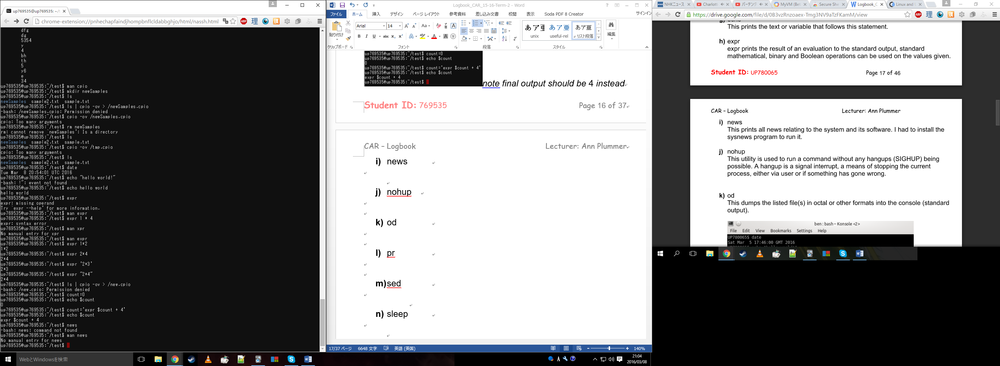 up769535@up769535: ~/t
chrome-extension://pnhechapfaindjhompbnflcldabbghjo/html/nassh.html
dfg
dg
5354
y
4
bh
th
5
y6
e
34
up769535@up769535:~/test$ man cpio
up769535@up769535:~/test$ mkdir newSamples
up769535@up769535:~/test$ ls
newSamples  sample2.txt  sample.txt
up769535@up769535:~/test$ ls | cpio -ov > /newSamples.cpio
-bash: /newSamples.cpio: Permission denied
up769535@up769535:~/test$ cpio -ov /newSamples.cpio
cpio: Too many arguments
up769535@up769535:~/test$ rm newSamples
rm: cannot remove `newSamples': Is a directory
up769535@up769535:~/test$ ls
newSamples  sample2.txt  sample.txt
up769535@up769535:~/test$ cpio -ov /tmp.cpio
cpio: Too many arguments
up769535@up769535:~/test$ ls
newSamples  sample2.txt  sample.txt
up769535@up769535:~/test$ date
Tue Mar  8 20:54:01 UTC 2016
up769535@up769535:~/test$ echo "hello world!"
-bash: !": event not found
up769535@up769535:~/test$ echo hello world
hello world
up769535@up769535:~/test$ expr
expr: missing operand
Try `expr --help' for more information.
up769535@up769535:~/test$ man expr
up769535@up769535:~/test$ expr 1 * 4
expr: syntax error
up769535@up769535:~/test$ man xpr
No manual entry for xpr
up769535@up769535:~/test$ man expr
up769535@up769535:~/test$ expr 1*2
1*2
up769535@up769535:~/test$ expr 2*4
2*4
up769535@up769535:~/test$ expr '2*3'
2*3
up769535@up769535:~/test$ expr "2*4"
2*4
up769535@up769535:~/test$ ls | cpio -ov > /new.cpio
-bash: /new.cpio: Permission denied
up769535@up769535:~/test$ count=0
up769535@up769535:~/test$ echo $count
0
up769535@up769535:~/test$ count='expr $count + 4'
up769535@up769535:~/test$ echo $count
expr $count + 4
up769535@up769535:~/test$ news
-bash: news: command not found
up769535@up769535:~/test$ man news
No manual entry for news
up769535@up769535:~/test$
WebとWindowsを検索
Logbook_CAR_15-16-Term-2 - Word
サインイン
ファイル ホーム 挿入 デザイン ページ レイアウト 参考資料 差し込み文書 校閲 表示 Soda PDF 8 Creator
貼り付け
Arial 14
あア亜 あア亜 あア亜
unix useful-rel リスト段落
編集
クリップボード フォント 段落 スタイル
up769535@up769535:~/test$ count=0
up769535@up769535:~/test$ echo $count
0
up769535@up769535:~/test$ count='expr $count + 4'
up769535@up769535:~/test$ echo $count
expr $count + 4
up769535@up769535:~/test$
note final output should be 4 instead
Student ID: 769535 Page 16 of 37
CAR – Logbook Lecturer: Ann Plummer
i) news
j) nohup
k) od
l) pr
m) sed
n) sleep
17/37 ページ 6648 文字 英語 (英国) 140%
21:04
2016/03/08
NHKニュース Charlott バーテンダ MyVM (Bet Secure She Logbook_C Linux and U
https://drive.google.com/file/d/0B3vzRnzoaex-Tmg3NV9aTzFKamM/view
This prints the text or variable that follows this statement.
h) expr
expr prints the result of an evaluation to the standard output, standard
mathematical, binary and Boolean operations can be used on the values given.
Student ID: UP780065 Page 17 of 46
CAR – Logbook Lecturer: Ann Plummer
i) news
This prints all news relating to the system and its software. I had to install the
sysnews program to run it.
j) nohup
This utility is used to run a command without any hangups (SIGHUP) being
possible. A hangup is a signal interrupt, a means of stopping the current
process, either via user or if something has gone wrong.
k) od
This dumps the listed file(s) in octal or other formats into the console (standard
output).
ben : bash – Konsole <2>
File Edit View Bookmarks Settings Help
UP780065$ date
Sat Mar  5 17:46:00 GMT 2016